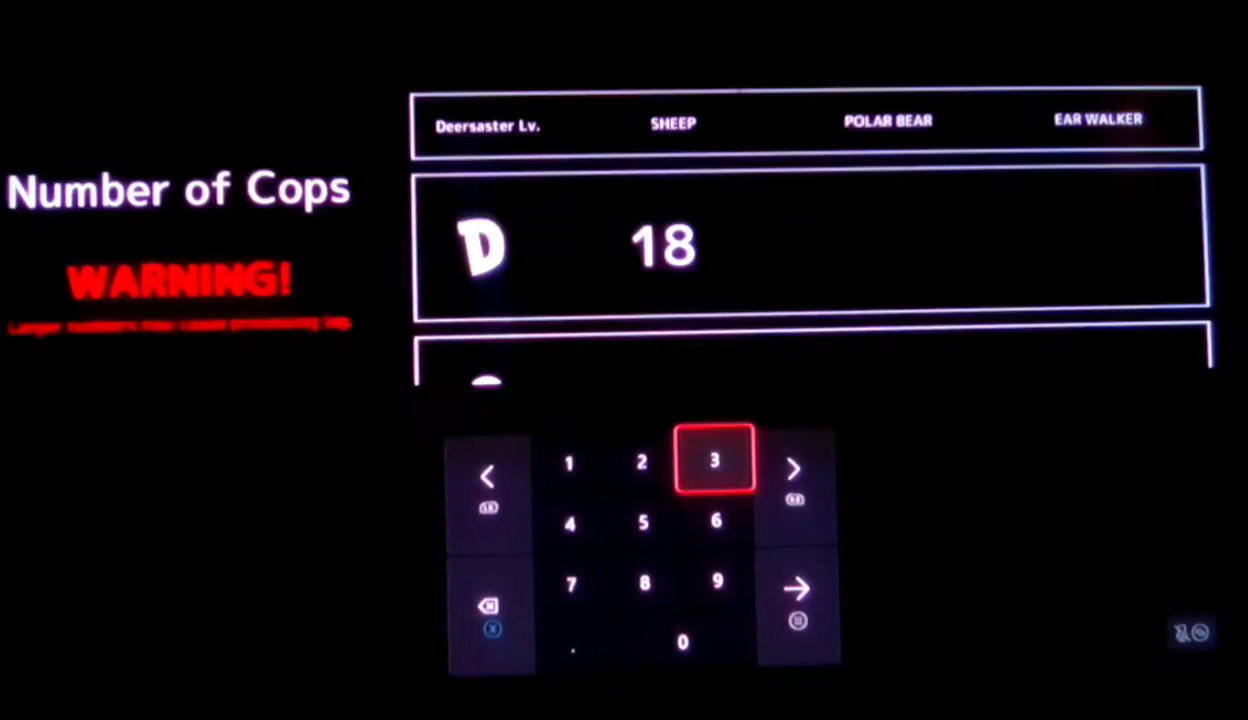 Deersaster Lv. SHEEP POLAR BEAR EAR WALKER
Number of Cops
D 18
WARNING!
1 2 3
4 5 6
7 8 9
. 0